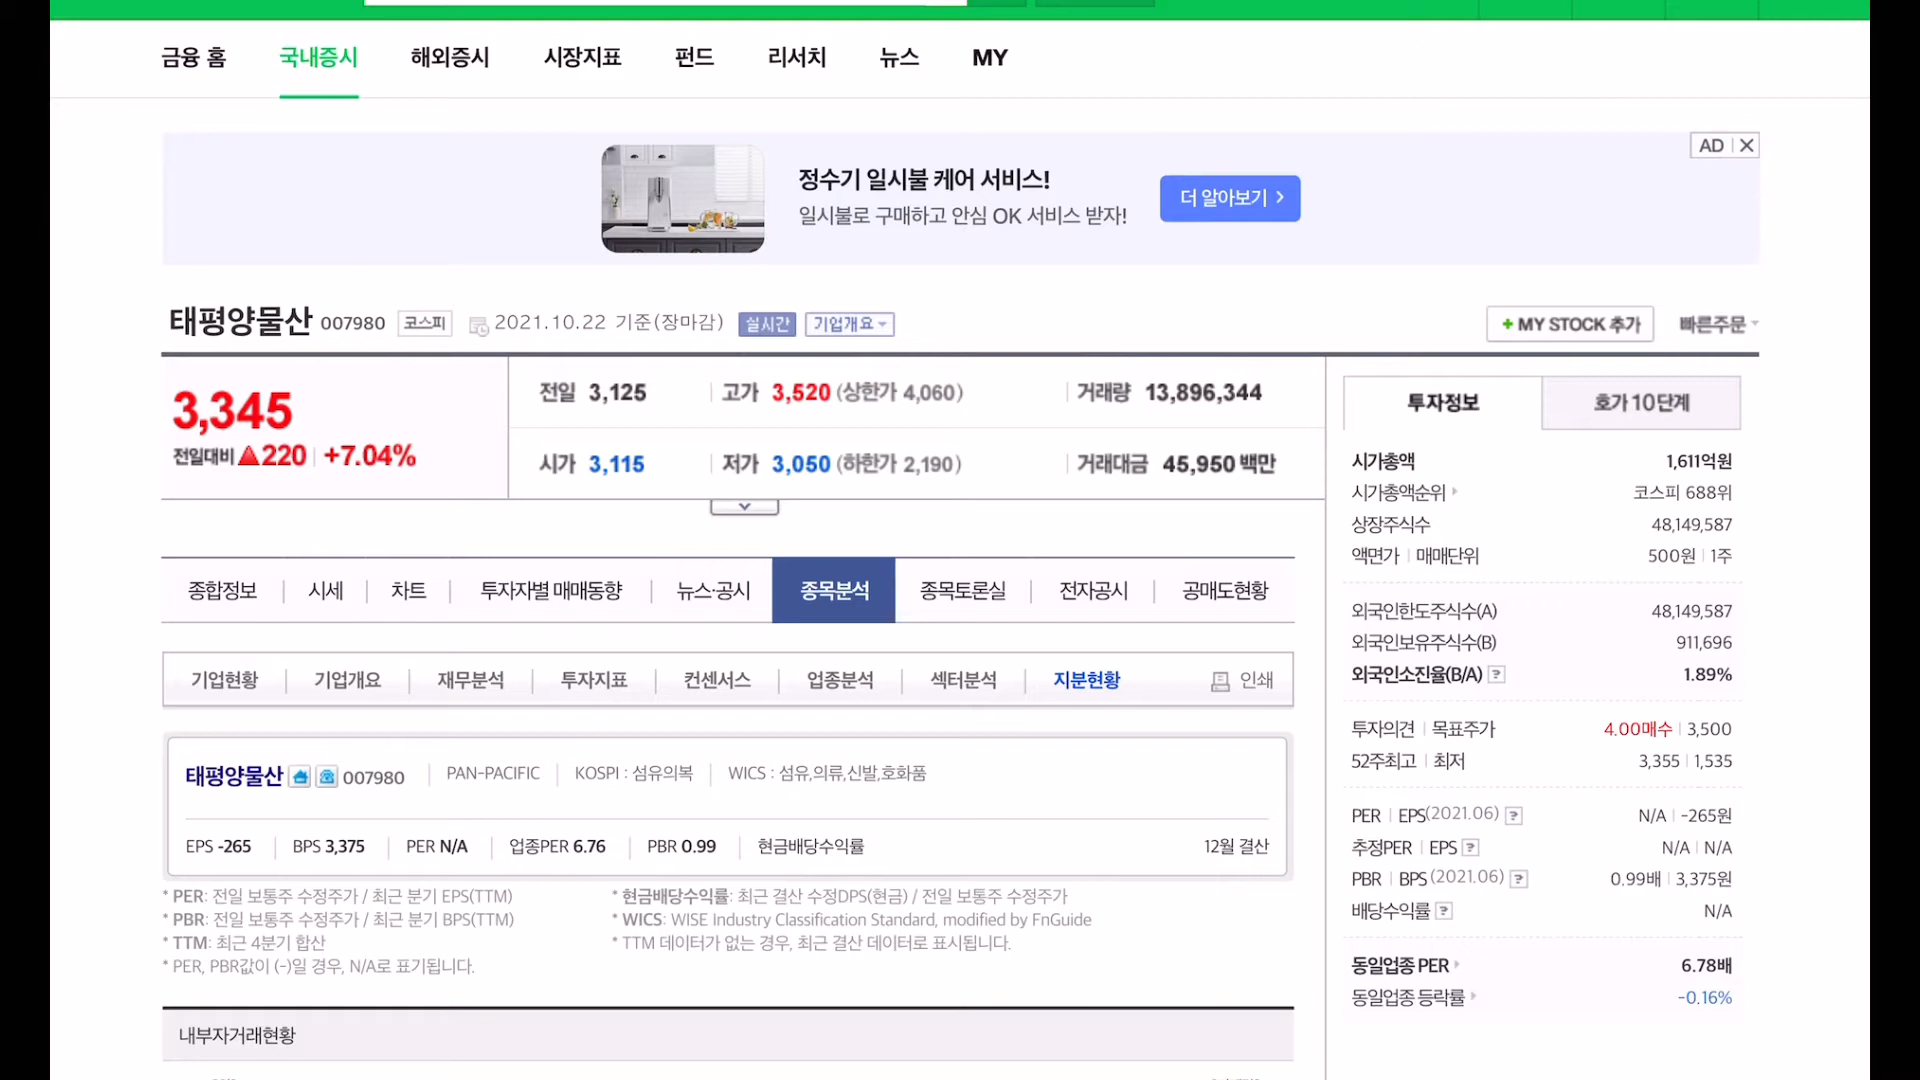 금융 홈 국내증시 해외증시 시장지표 펀드 리서치 뉴스 MY
AD
정수기 일시불 케어 서비스!
일시불로 구매하고 안심 OK 서비스 받자!
더 알아보기
태평양물산 007980 코스피 2021.10.22 기준(장마감) 실시간 기업개요
+ MY STOCK 추가 빠른주문
3,345
전일대비 ▲220 +7.04%
전일 3,125 고가 3,520 (상한가 4,060) 거래량 13,896,344
시가 3,115 저가 3,050 (하한가 2,190) 거래대금 45,950 백만
종합정보 시세 차트 투자자별 매매동향 뉴스·공시 종목분석 종목토론실 전자공시 공매도현황
기업현황 기업개요 재무분석 투자지표 컨센서스 업종분석 섹터분석 지분현황 인쇄
태평양물산 007980 PAN-PACIFIC KOSPI : 섬유의복 WICS : 섬유,의류,신발,호화품
EPS -265 BPS 3,375 PER N/A 업종PER 6.76 PBR 0.99 현금배당수익률 12월 결산
* PER: 전일 보통주 수정주가 / 최근 분기 EPS(TTM)
* PBR: 전일 보통주 수정주가 / 최근 분기 BPS(TTM)
* TTM: 최근 4분기 합산
* PER, PBR값이 (-)일 경우, N/A로 표기됩니다.
* 현금배당수익률: 최근 결산 수정DPS(현금) / 전일 보통주 수정주가
* WICS: WISE Industry Classification Standard, modified by FnGuide
* TTM 데이터가 없는 경우, 최근 결산 데이터로 표시됩니다.
내부자거래현황
투자정보 호가 10단계
시가총액 1,611억원
시가총액순위 코스피 688위
상장주식수 48,149,587
액면가 매매단위 500원 1주
외국인한도주식수(A) 48,149,587
외국인보유주식수(B) 911,696
외국인소진율(B/A) ? 1.89%
투자의견 목표주가 4.00매수 3,500
52주최고 최저 3,355 1,535
PER EPS(2021.06) ? N/A -265원
추정PER EPS ? N/A N/A
PBR BPS (2021.06) ? 0.99배 3,375원
배당수익률 ? N/A
동일업종 PER 6.78배
동일업종 등락률 -0.16%